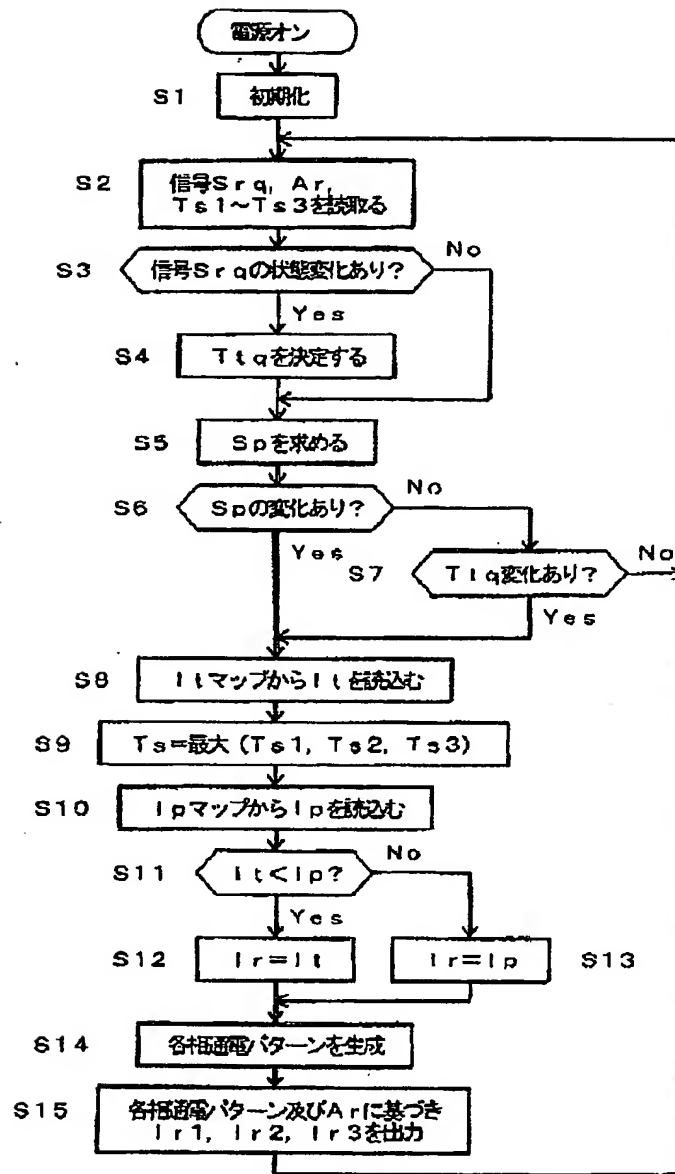 電源オン
S1
初期化
S2
信号Srq, Ar,
Ts1～Ts3を読取る
S3
信号Srqの状態変化あり？
No
Yes
S4
Ttqを決定する
S5
Spを求める
S6
Spの変化あり？
No
Yes
S7
Ttq変化あり？
No
Yes
S8
ItマップからItを読込む
S9
Ts＝最大（Ts1, Ts2, Ts3）
S10
IpマップからIpを読込む
S11
It＜Ip？
No
Yes
S12
Ir＝It
Ir＝Ip
S13
S14
各相通電パターンを生成
S15
各相通電パターン及びArに基づき
Ir1, Ir2, Ir3を出力